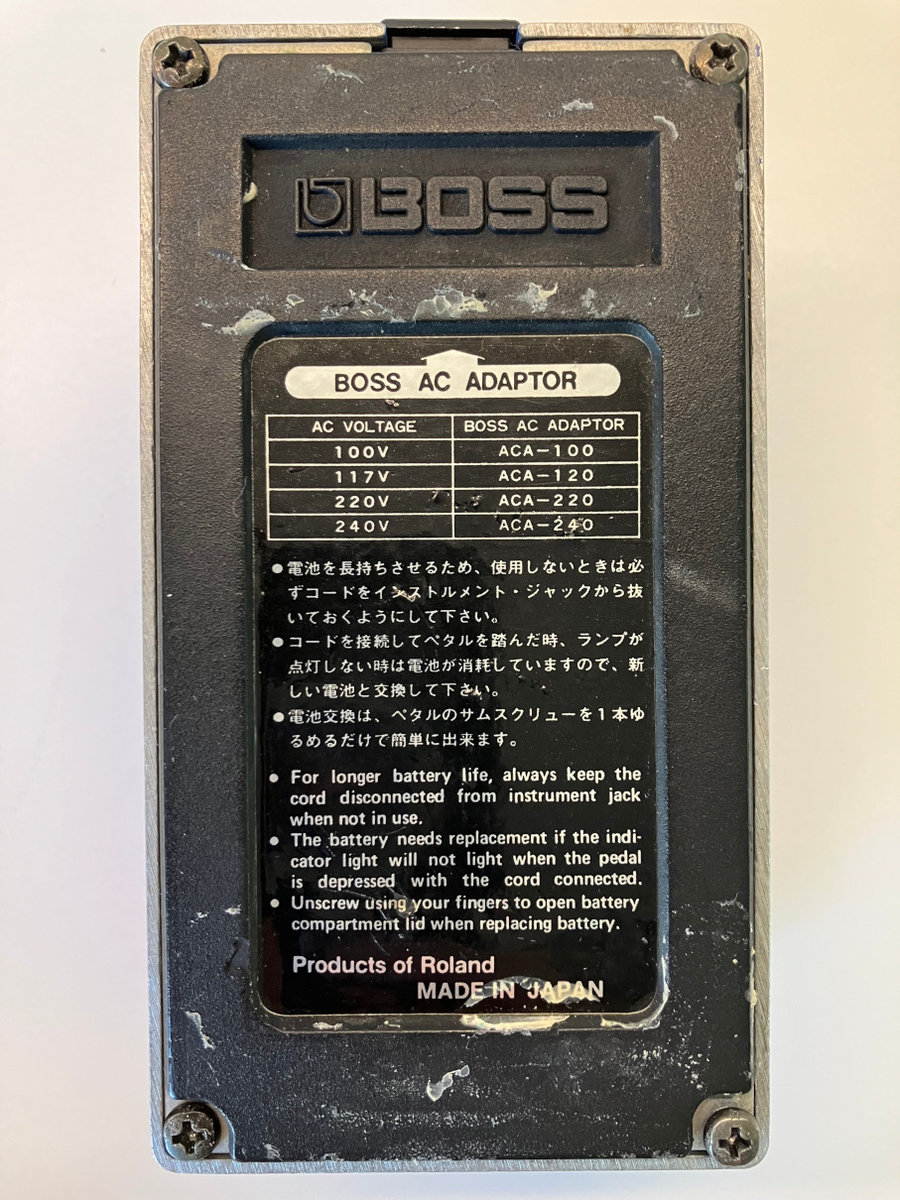 BOSS
BOSS AC ADAPTOR
AC VOLTAGE BOSS AC ADAPTOR
100V ACA-100
117V ACA-120
220V ACA-220
240V ACA-240
●電池を長持ちさせるため、使用しないときは必
ずコードをインストルメント・ジャックから抜
いておくようにして下さい。
●コードを接続してペタルを踏んだ時、ランプが
点灯しない時は電池が消耗していますので、新
しい電池と交換して下さい。
●電池交換は、ペタルのサムスクリューを1本ゆ
るめるだけで簡単に出来ます。
● For longer battery life, always keep the
cord disconnected from instrument jack
when not in use.
● The battery needs replacement if the indi-
cator light will not light when the pedal
is depressed with the cord connected.
● Unscrew using your fingers to open battery
compartment lid when replacing battery.
Products of Roland
MADE IN JAPAN